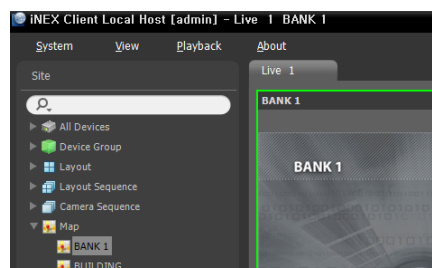 iNEX Client Local Host [admin] - Live 1 BANK 1
System View Playback About
Site
Live 1
BANK 1
All Devices
Device Group
Layout
Layout Sequence
Camera Sequence
Map
BANK 1
BUILDING
BANK 1